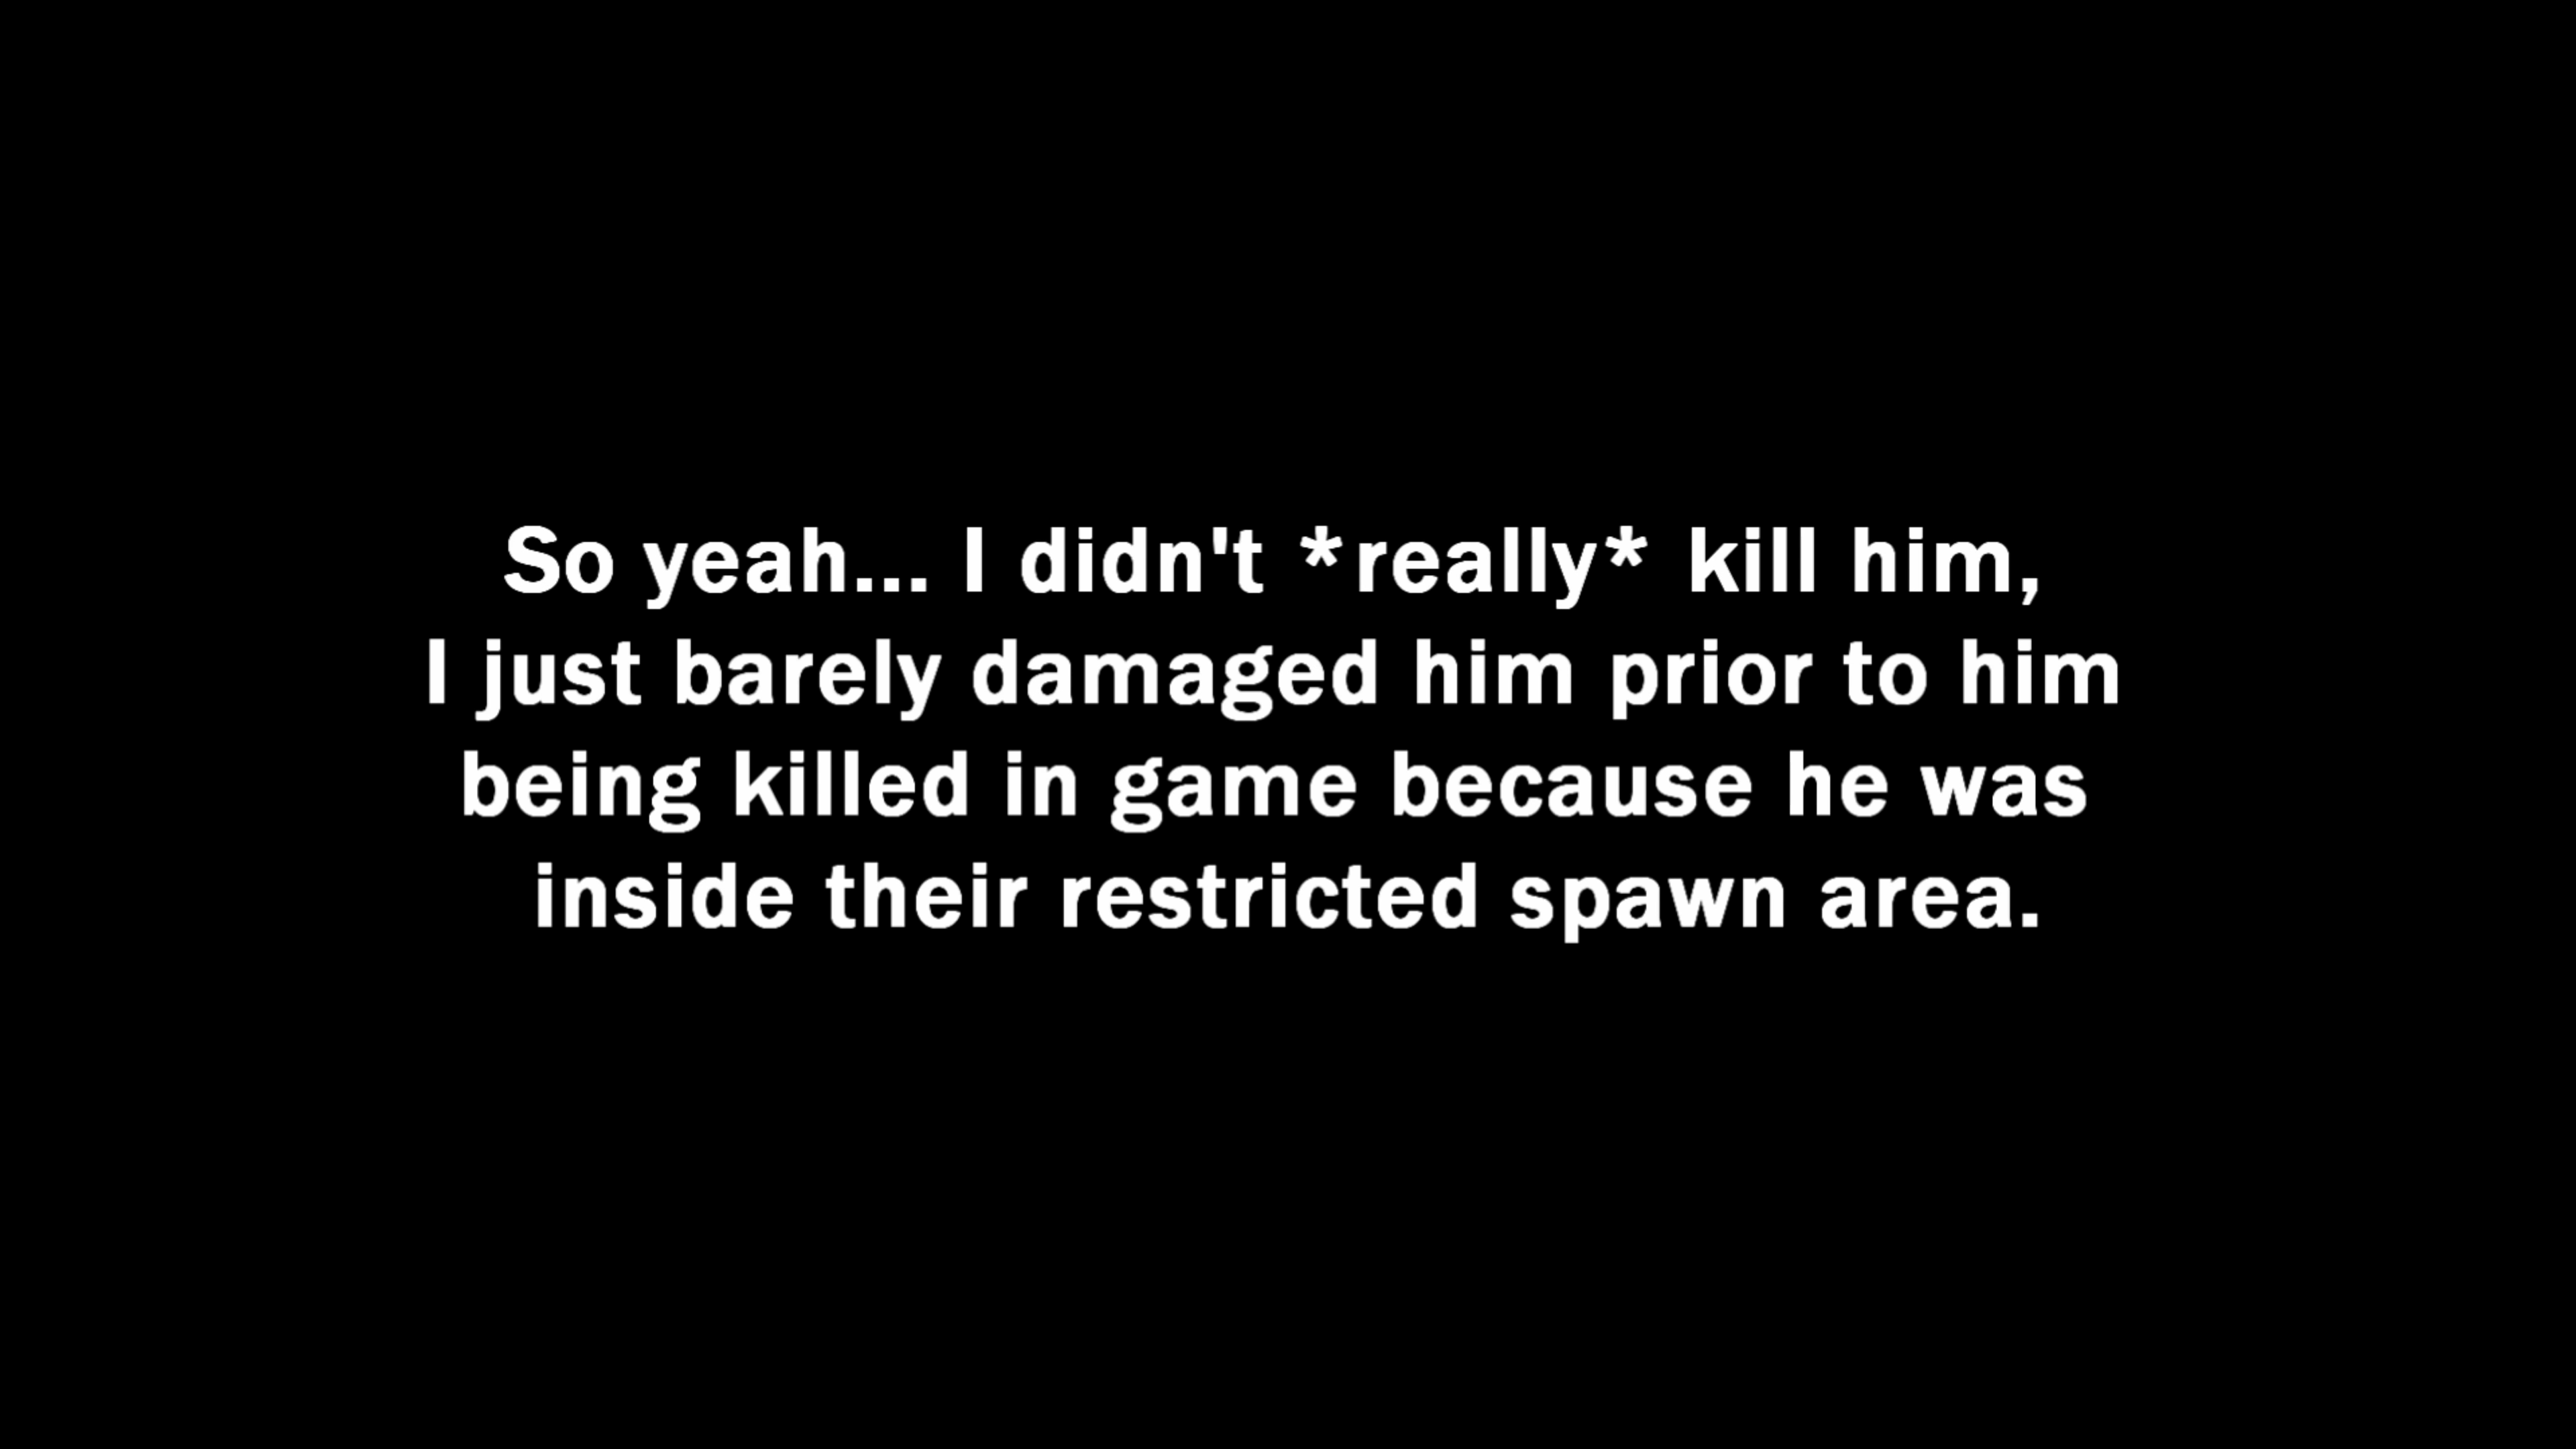 So yeah... I didn't *really* kill him,
I just barely damaged him prior to him
being killed in game because he was
inside their restricted spawn area.